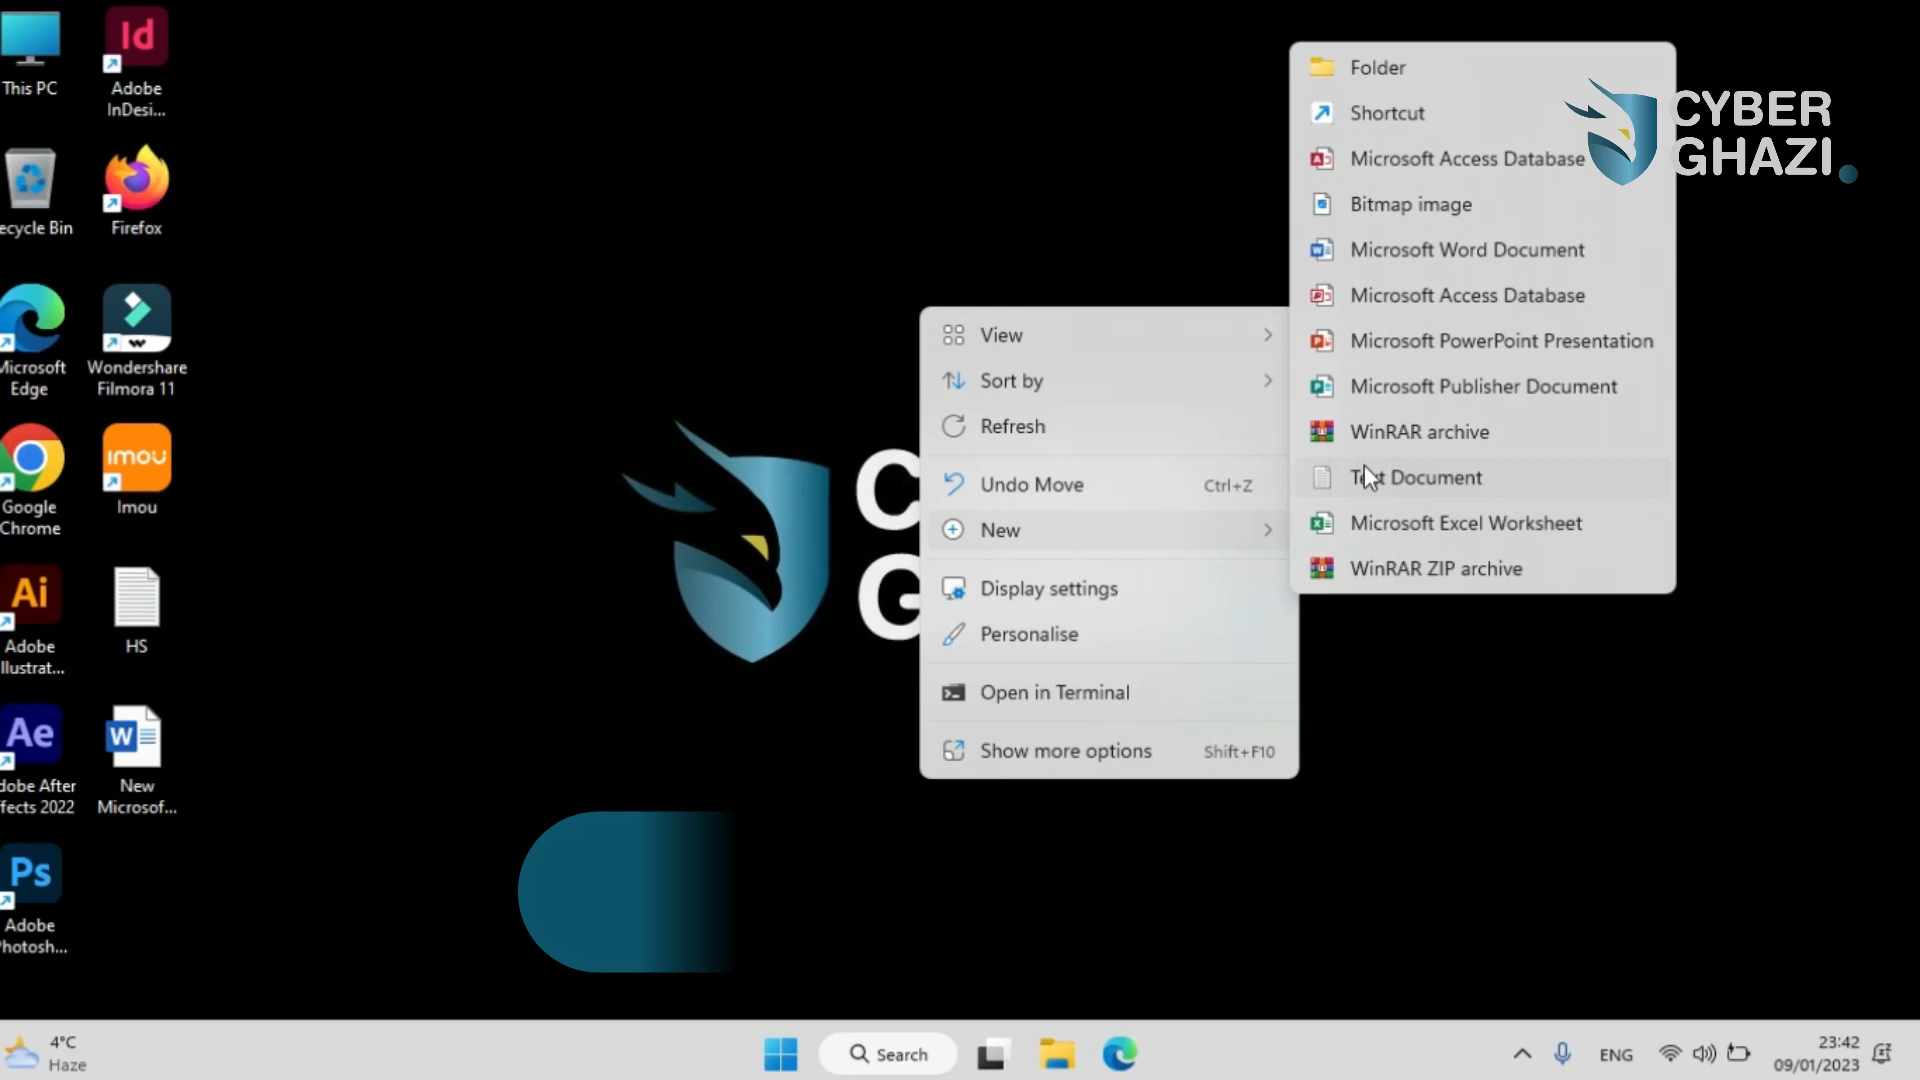 This PC
Adobe
InDesi...
ecycle Bin
Firefox
Microsoft
Edge
Wondershare
Filmora 11
Google
Chrome
imou
Imou
Ai
Adobe
llustrat...
HS
Ae
dobe After
ffects 2022
W
New
Microsof...
Ps
Adobe
hotosh...
Id
C
G
View
Sort by
Refresh
Undo Move Ctrl+Z
New
Display settings
Personalise
Open in Terminal
Show more options Shift+F10
Folder
Shortcut
Microsoft Access Database
Bitmap image
Microsoft Word Document
Microsoft Access Database
Microsoft PowerPoint Presentation
Microsoft Publisher Document
WinRAR archive
Text Document
Microsoft Excel Worksheet
WinRAR ZIP archive
CYBER
GHAZI
4°C
Haze
Search
ENG
23:42
09/01/2023